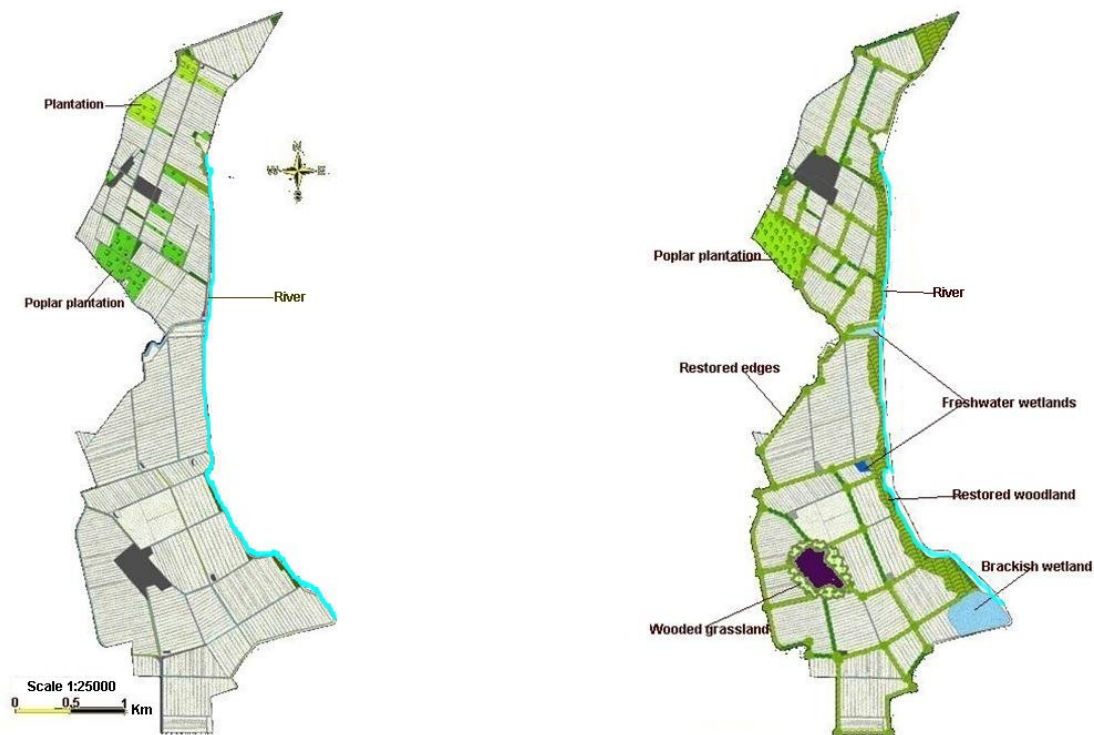 Plantation
N
W E
S
Poplar plantation
River
Scale 1:25000
0 0,5 1 Km
Poplar plantation
River
Restored edges
Freshwater wetlands
Restored woodland
Brackish wetland
Wooded grassland